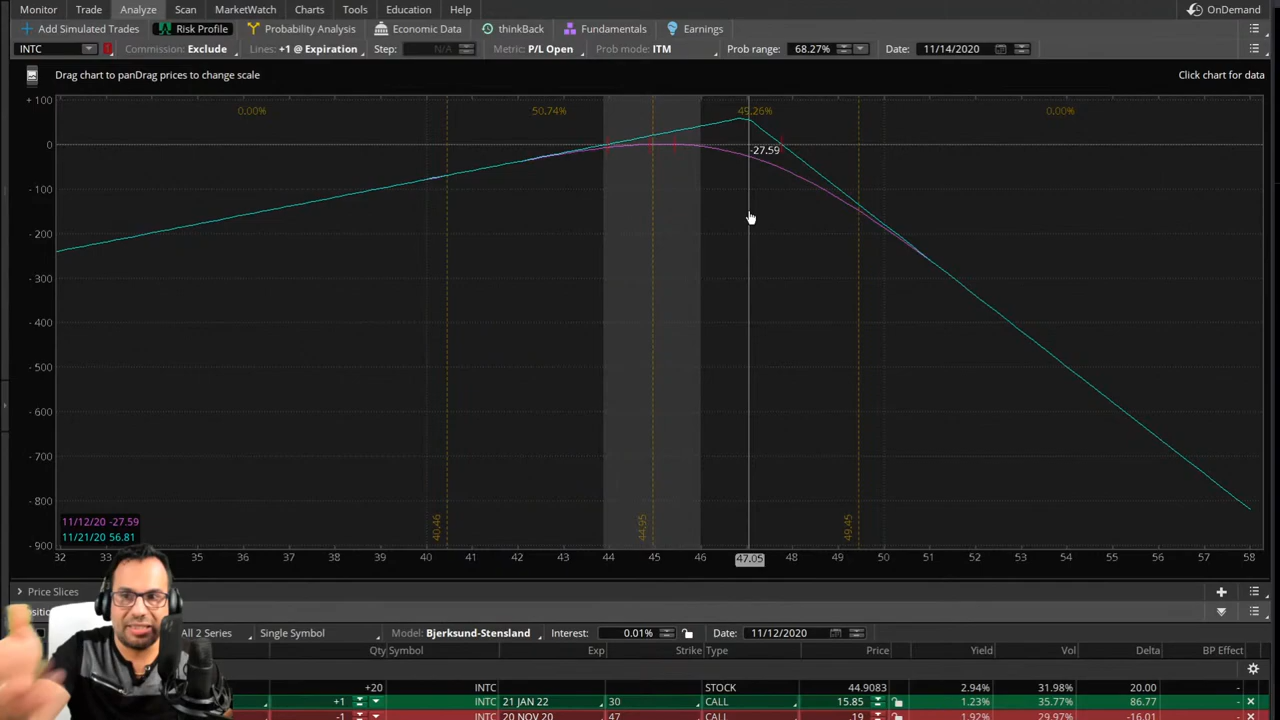 Monitor Trade Analyze Scan MarketWatch Charts Tools Education Help OnDemand
Add Simulated Trades Risk Profile Probability Analysis Economic Data thinkBack Fundamentals Earnings
INTC Commission: Exclude Lines: +1 @ Expiration Step: N/A Metric: P/L Open Prob mode: ITM Prob range: 68.27% Date: 11/14/2020
Drag chart to panDrag prices to change scale Click chart for data
+ 100 0.00% 50.74% 49.26% 0.00%
0 -27.59
- 100
- 200
- 300
- 400
- 500
- 600
- 700
- 800
- 900
40.46 44.95 49.45
11/12/20 -27.59
11/21/20 56.81
32 33 34 35 36 37 38 39 40 41 42 43 44 45 46 47.05 48 49 50 51 52 53 54 55 56 57 58
Price Slices
All 2 Series Single Symbol Model: Bjerksund-Stensland Interest: 0.01% Date: 11/12/2020
Qty Symbol Exp Strike Type Price Yield Vol Delta BP Effect
+20 INTC STOCK 44.9083 2.94% 31.98% 20.00 -
+1 INTC 21 JAN 22 30 CALL 15.85 1.23% 35.77% 86.77 -
-1 INTC 20 NOV 20 47 CALL .19 1.92% 29.97% -16.01 -